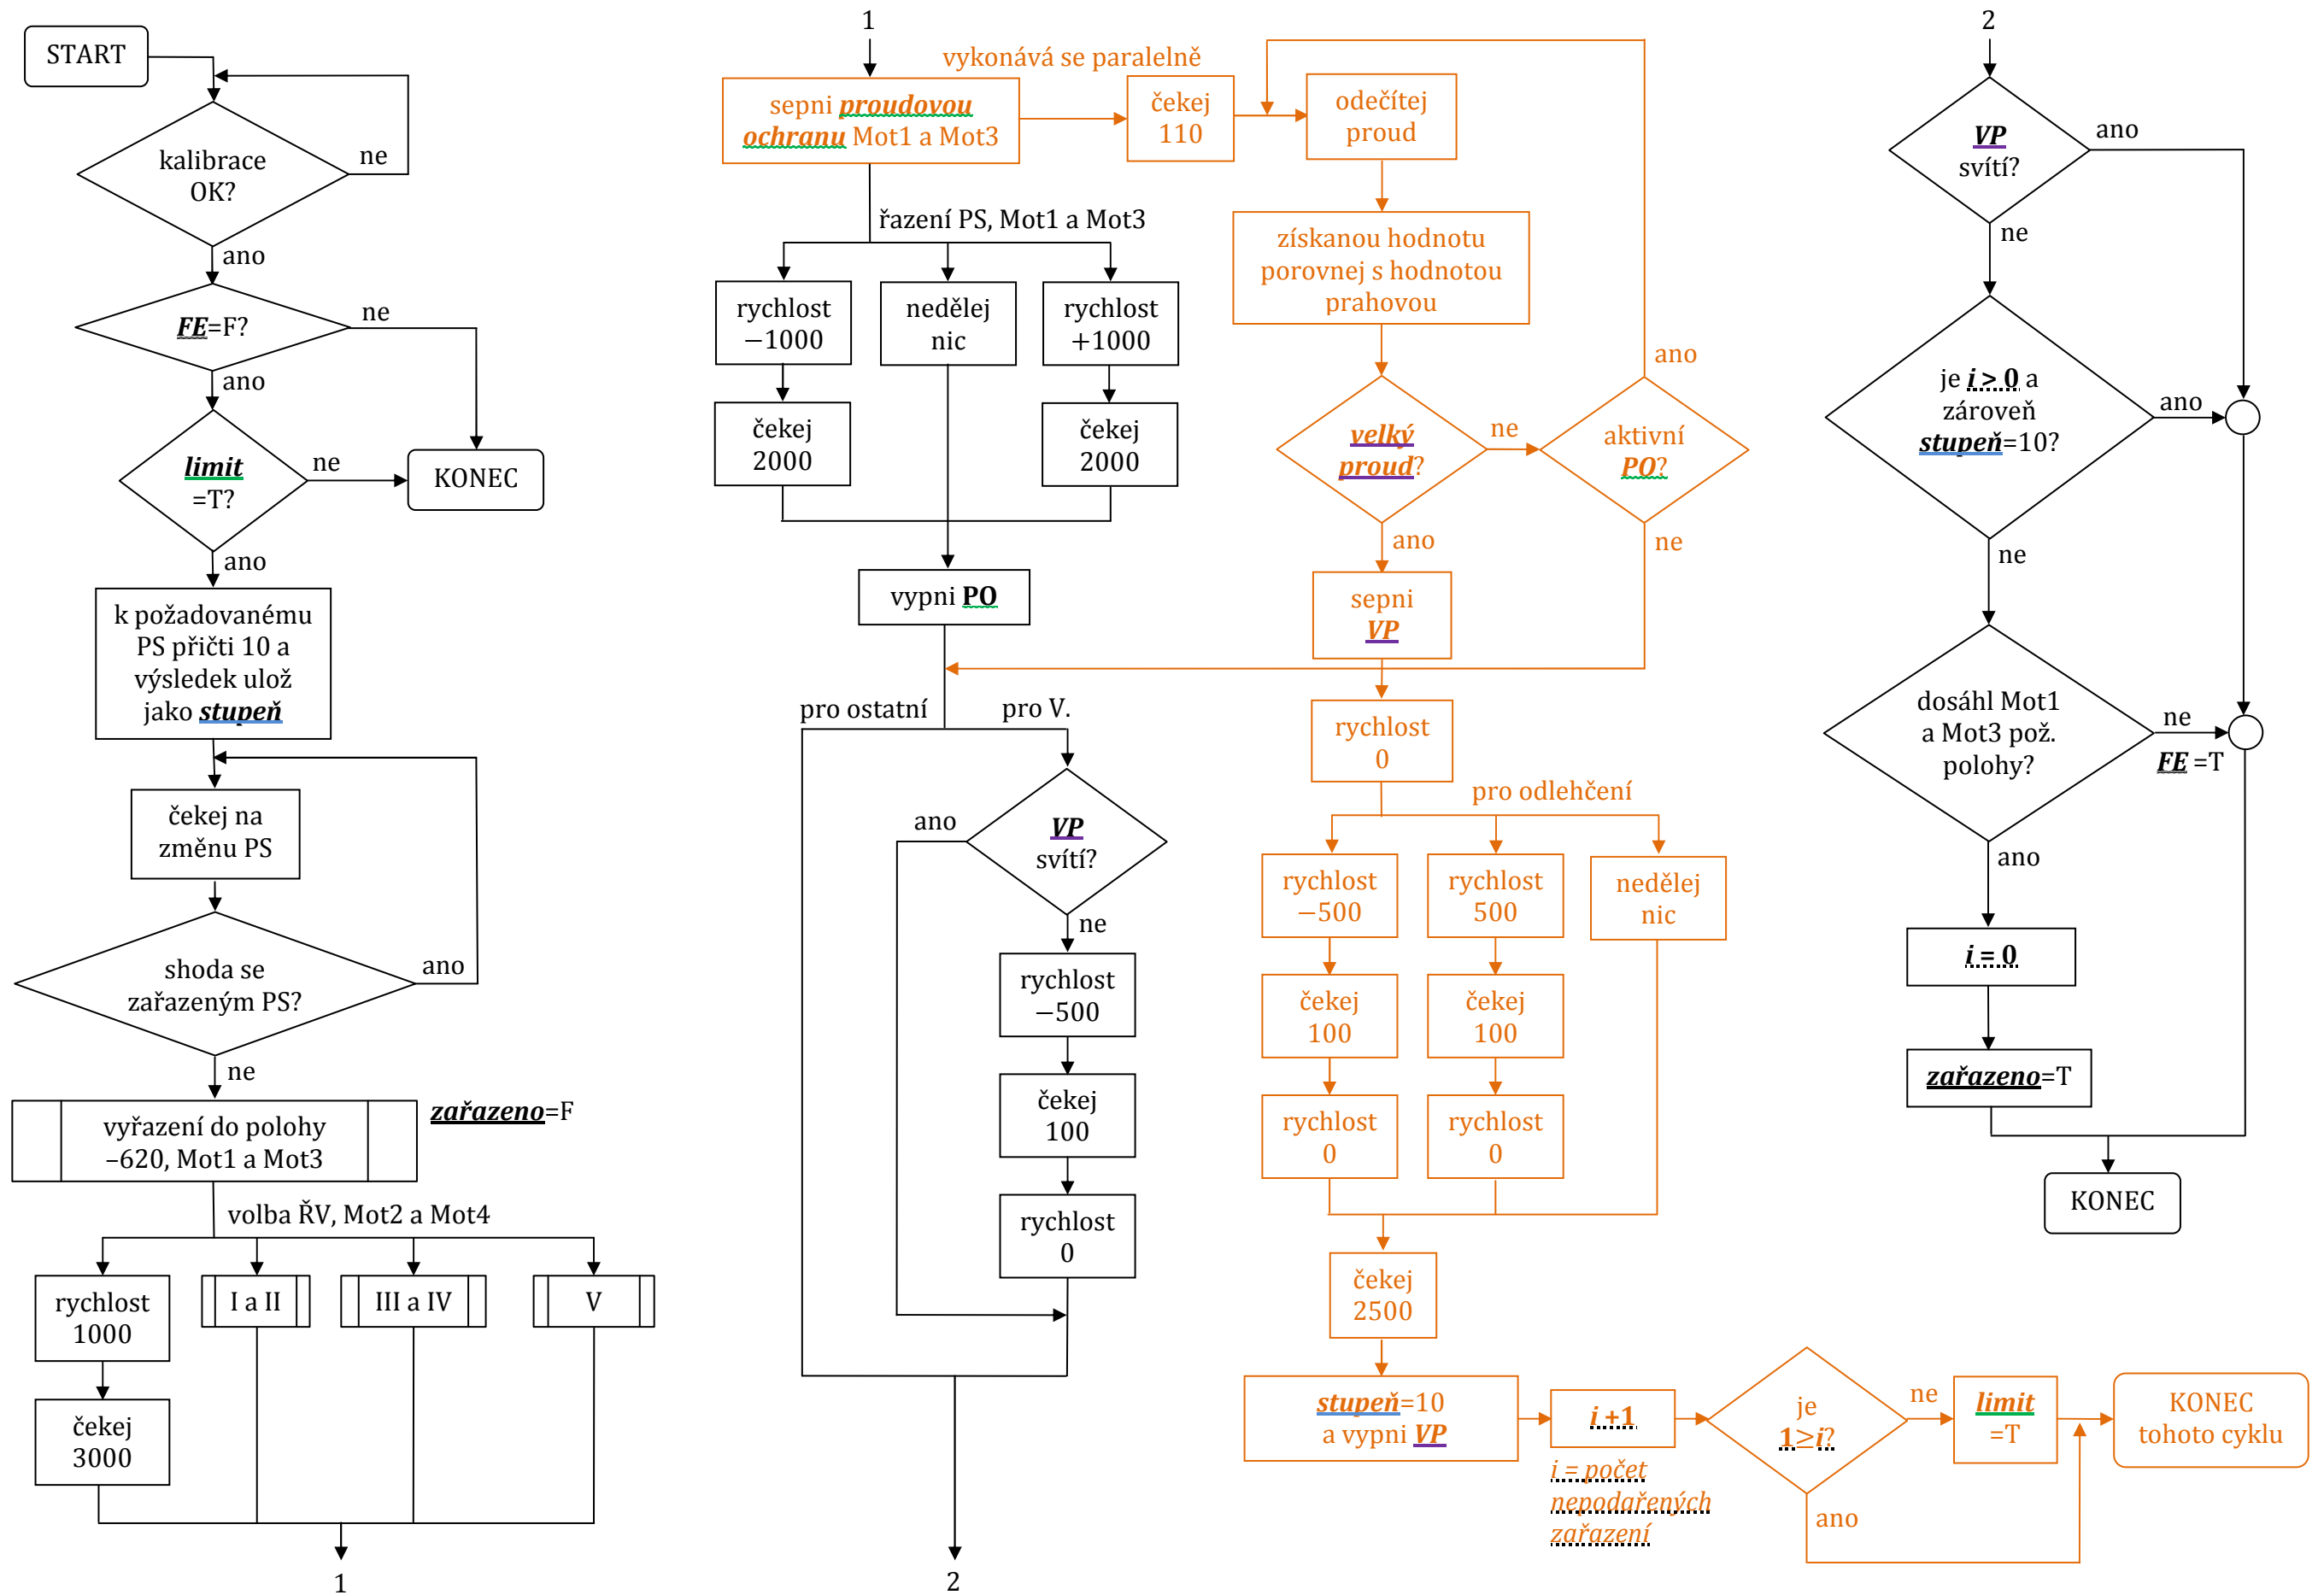 START
kalibrace
OK?
ne
ano
FE=F?
ne
ano
limit
=T?
ne
KONEC
ano
k požadovanému
PS přičti 10 a
výsledek ulož
jako stupeň
čekej na
změnu PS
shoda se
zařazeným PS?
ano
ne
vyřazení do polohy
–620, Mot1 a Mot3
zařazeno=F
volba ŘV, Mot2 a Mot4
rychlost
1000
I a II
III a IV
V
čekej
3000
1
1
vykonává se paralelně
sepni proudovou
ochranu Mot1 a Mot3
čekej
110
odečítej
proud
řazení PS, Mot1 a Mot3
rychlost
−1000
nedělej
nic
rychlost
+1000
čekej
2000
čekej
2000
vypni PO
získanou hodnotu
porovnej s hodnotou
prahovou
velký
proud?
ne
aktivní
PO?
ano
ne
ano
sepni
VP
pro ostatní
pro V.
VP
svítí?
ano
ne
rychlost
−500
čekej
100
rychlost
0
2
rychlost
0
pro odlehčení
rychlost
−500
rychlost
500
nedělej
nic
čekej
100
čekej
100
rychlost
0
rychlost
0
čekej
2500
stupeň=10
a vypni VP
i +1
i = počet
nepodařených
zařazení
je
1≥i?
ne
ano
limit
=T
KONEC
tohoto cyklu
2
VP
svítí?
ano
ne
je i > 0 a
zároveň
stupeň=10?
ano
ne
dosáhl Mot1
a Mot3 pož.
polohy?
ne
FE =T
ano
i = 0
zařazeno=T
KONEC